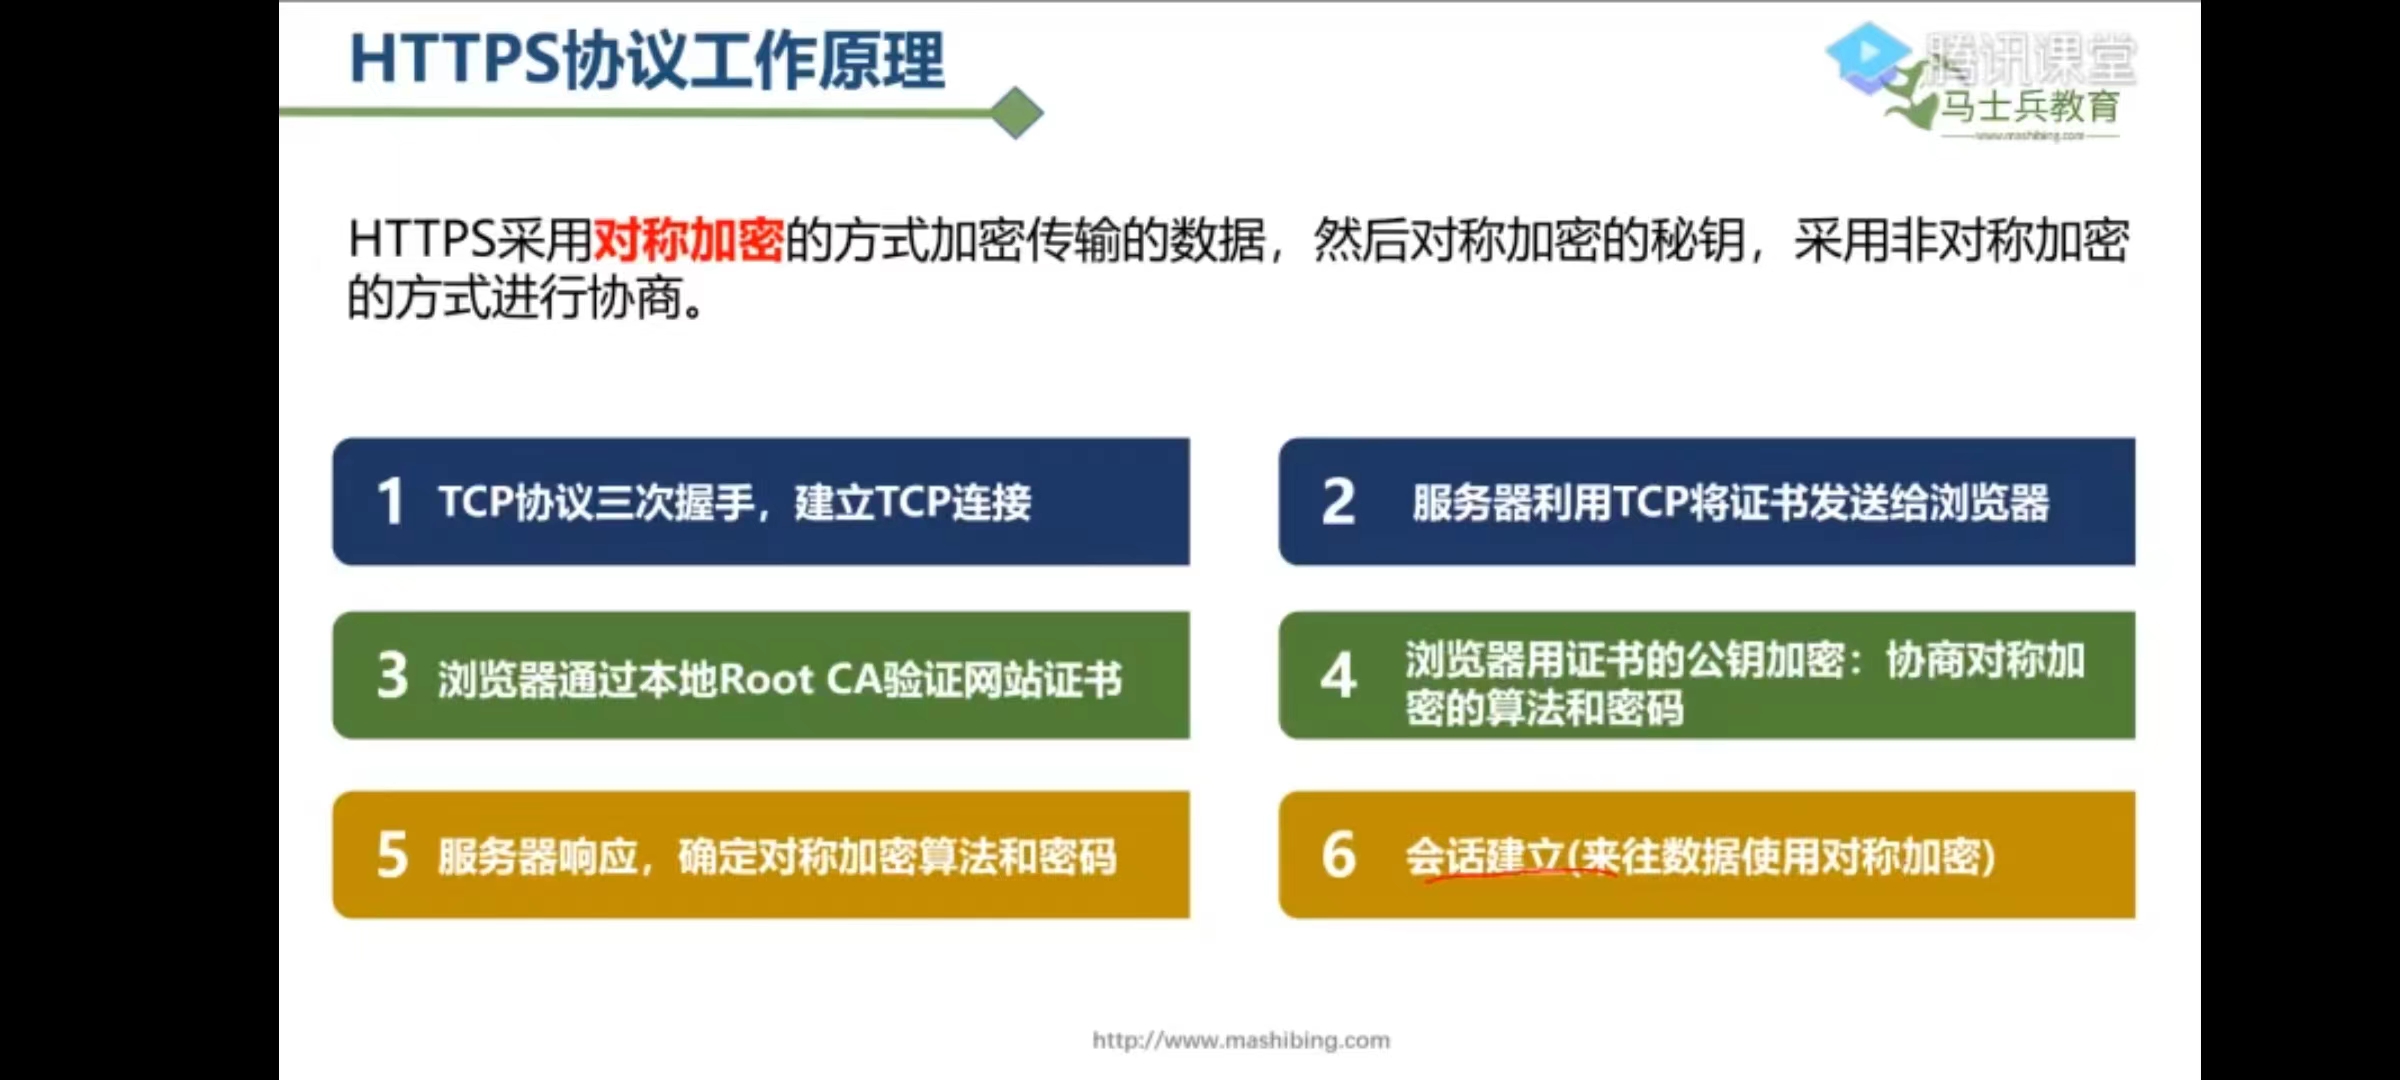 HTTPS协议工作原理
腾讯课堂
马士兵教育
www.mashibing.com
HTTPS采用对称加密的方式加密传输的数据，然后对称加密的秘钥，采用非对称加密
的方式进行协商。
1 TCP协议三次握手，建立TCP连接
2 服务器利用TCP将证书发送给浏览器
3 浏览器通过本地Root CA验证网站证书
4 浏览器用证书的公钥加密：协商对称加
密的算法和密码
5 服务器响应，确定对称加密算法和密码
6 会话建立(来往数据使用对称加密)
http://www.mashibing.com